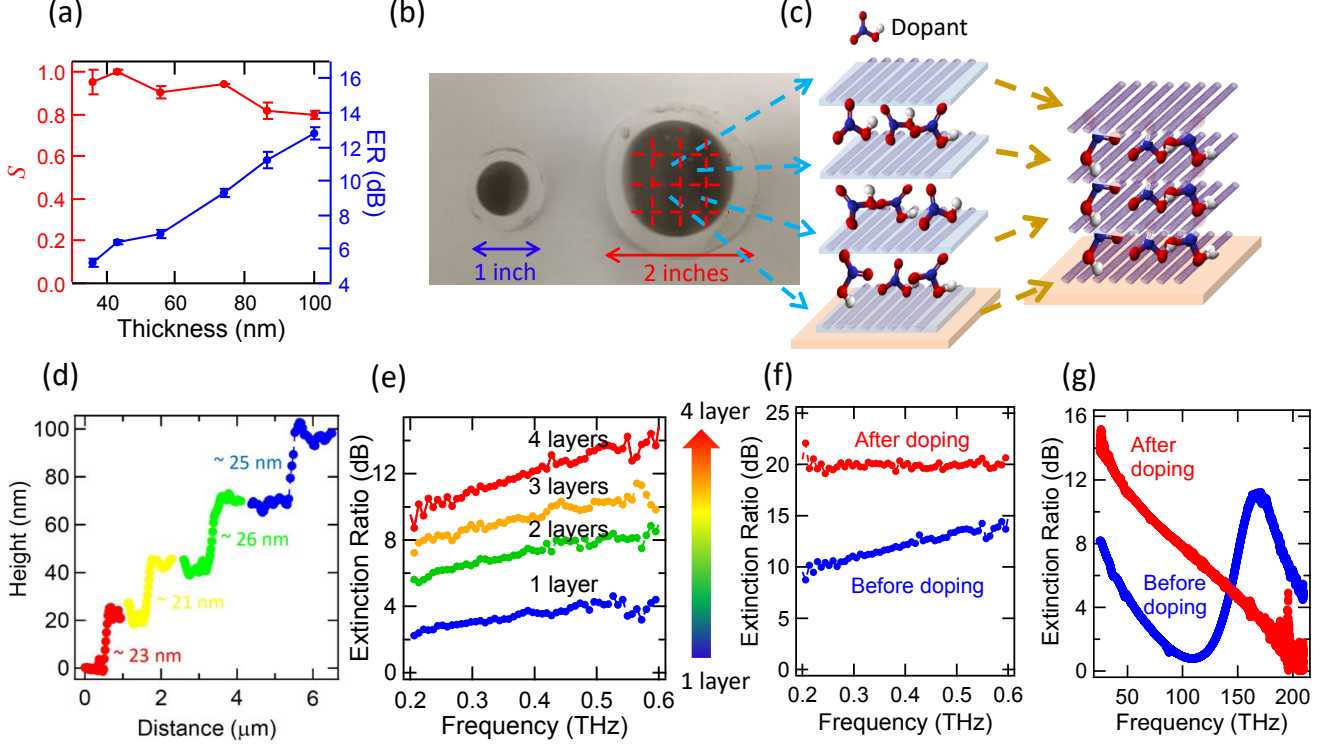 (a)
1.0
0.8
0.6
0.4
0.2
0.0
S
16
14
12
10
8
6
4
ER (dB)
40
60
80
100
Thickness (nm)
(b)
1 inch
2 inches
(c)
Dopant
(d)
100
80
60
40
20
0
Height (nm)
~ 25 nm
~ 26 nm
~ 21 nm
~ 23 nm
0
2
4
6
Distance (μm)
(e)
12
8
4
0
Extinction Ratio (dB)
4 layers
3 layers
2 layers
1 layer
0.2
0.3
0.4
0.5
0.6
Frequency (THz)
4 layer
1 layer
(f)
25
20
15
10
5
0
Extinction Ratio (dB)
After doping
Before doping
0.2
0.3
0.4
0.5
0.6
Frequency (THz)
(g)
16
12
8
4
0
Extinction Ratio (dB)
After
doping
Before
doping
50
100
150
200
Frequency (THz)